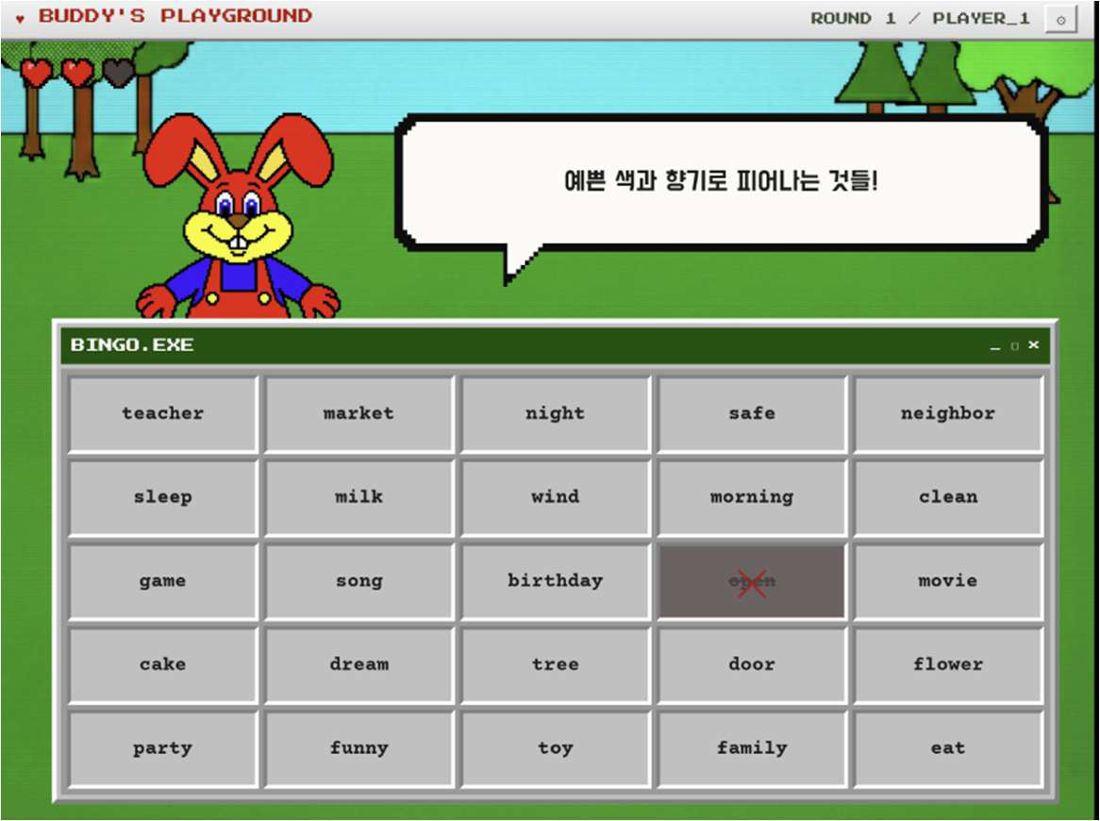 BUDDY'S PLAYGROUND
ROUND 1 / PLAYER_1
예쁜 색과 향기로 피어나는 것들!
BINGO.EXE
teacher market night safe neighbor
sleep milk wind morning clean
game song birthday open movie
cake dream tree door flower
party funny toy family eat